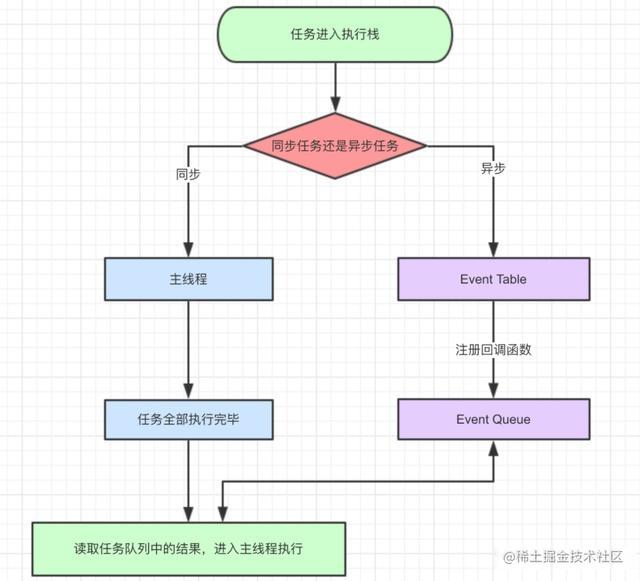 任务进入执行栈
同步任务还是异步任务
同步
异步
主线程
Event Table
注册回调函数
任务全部执行完毕
Event Queue
读取任务队列中的结果，进入主线程执行
@稀土掘金技术社区